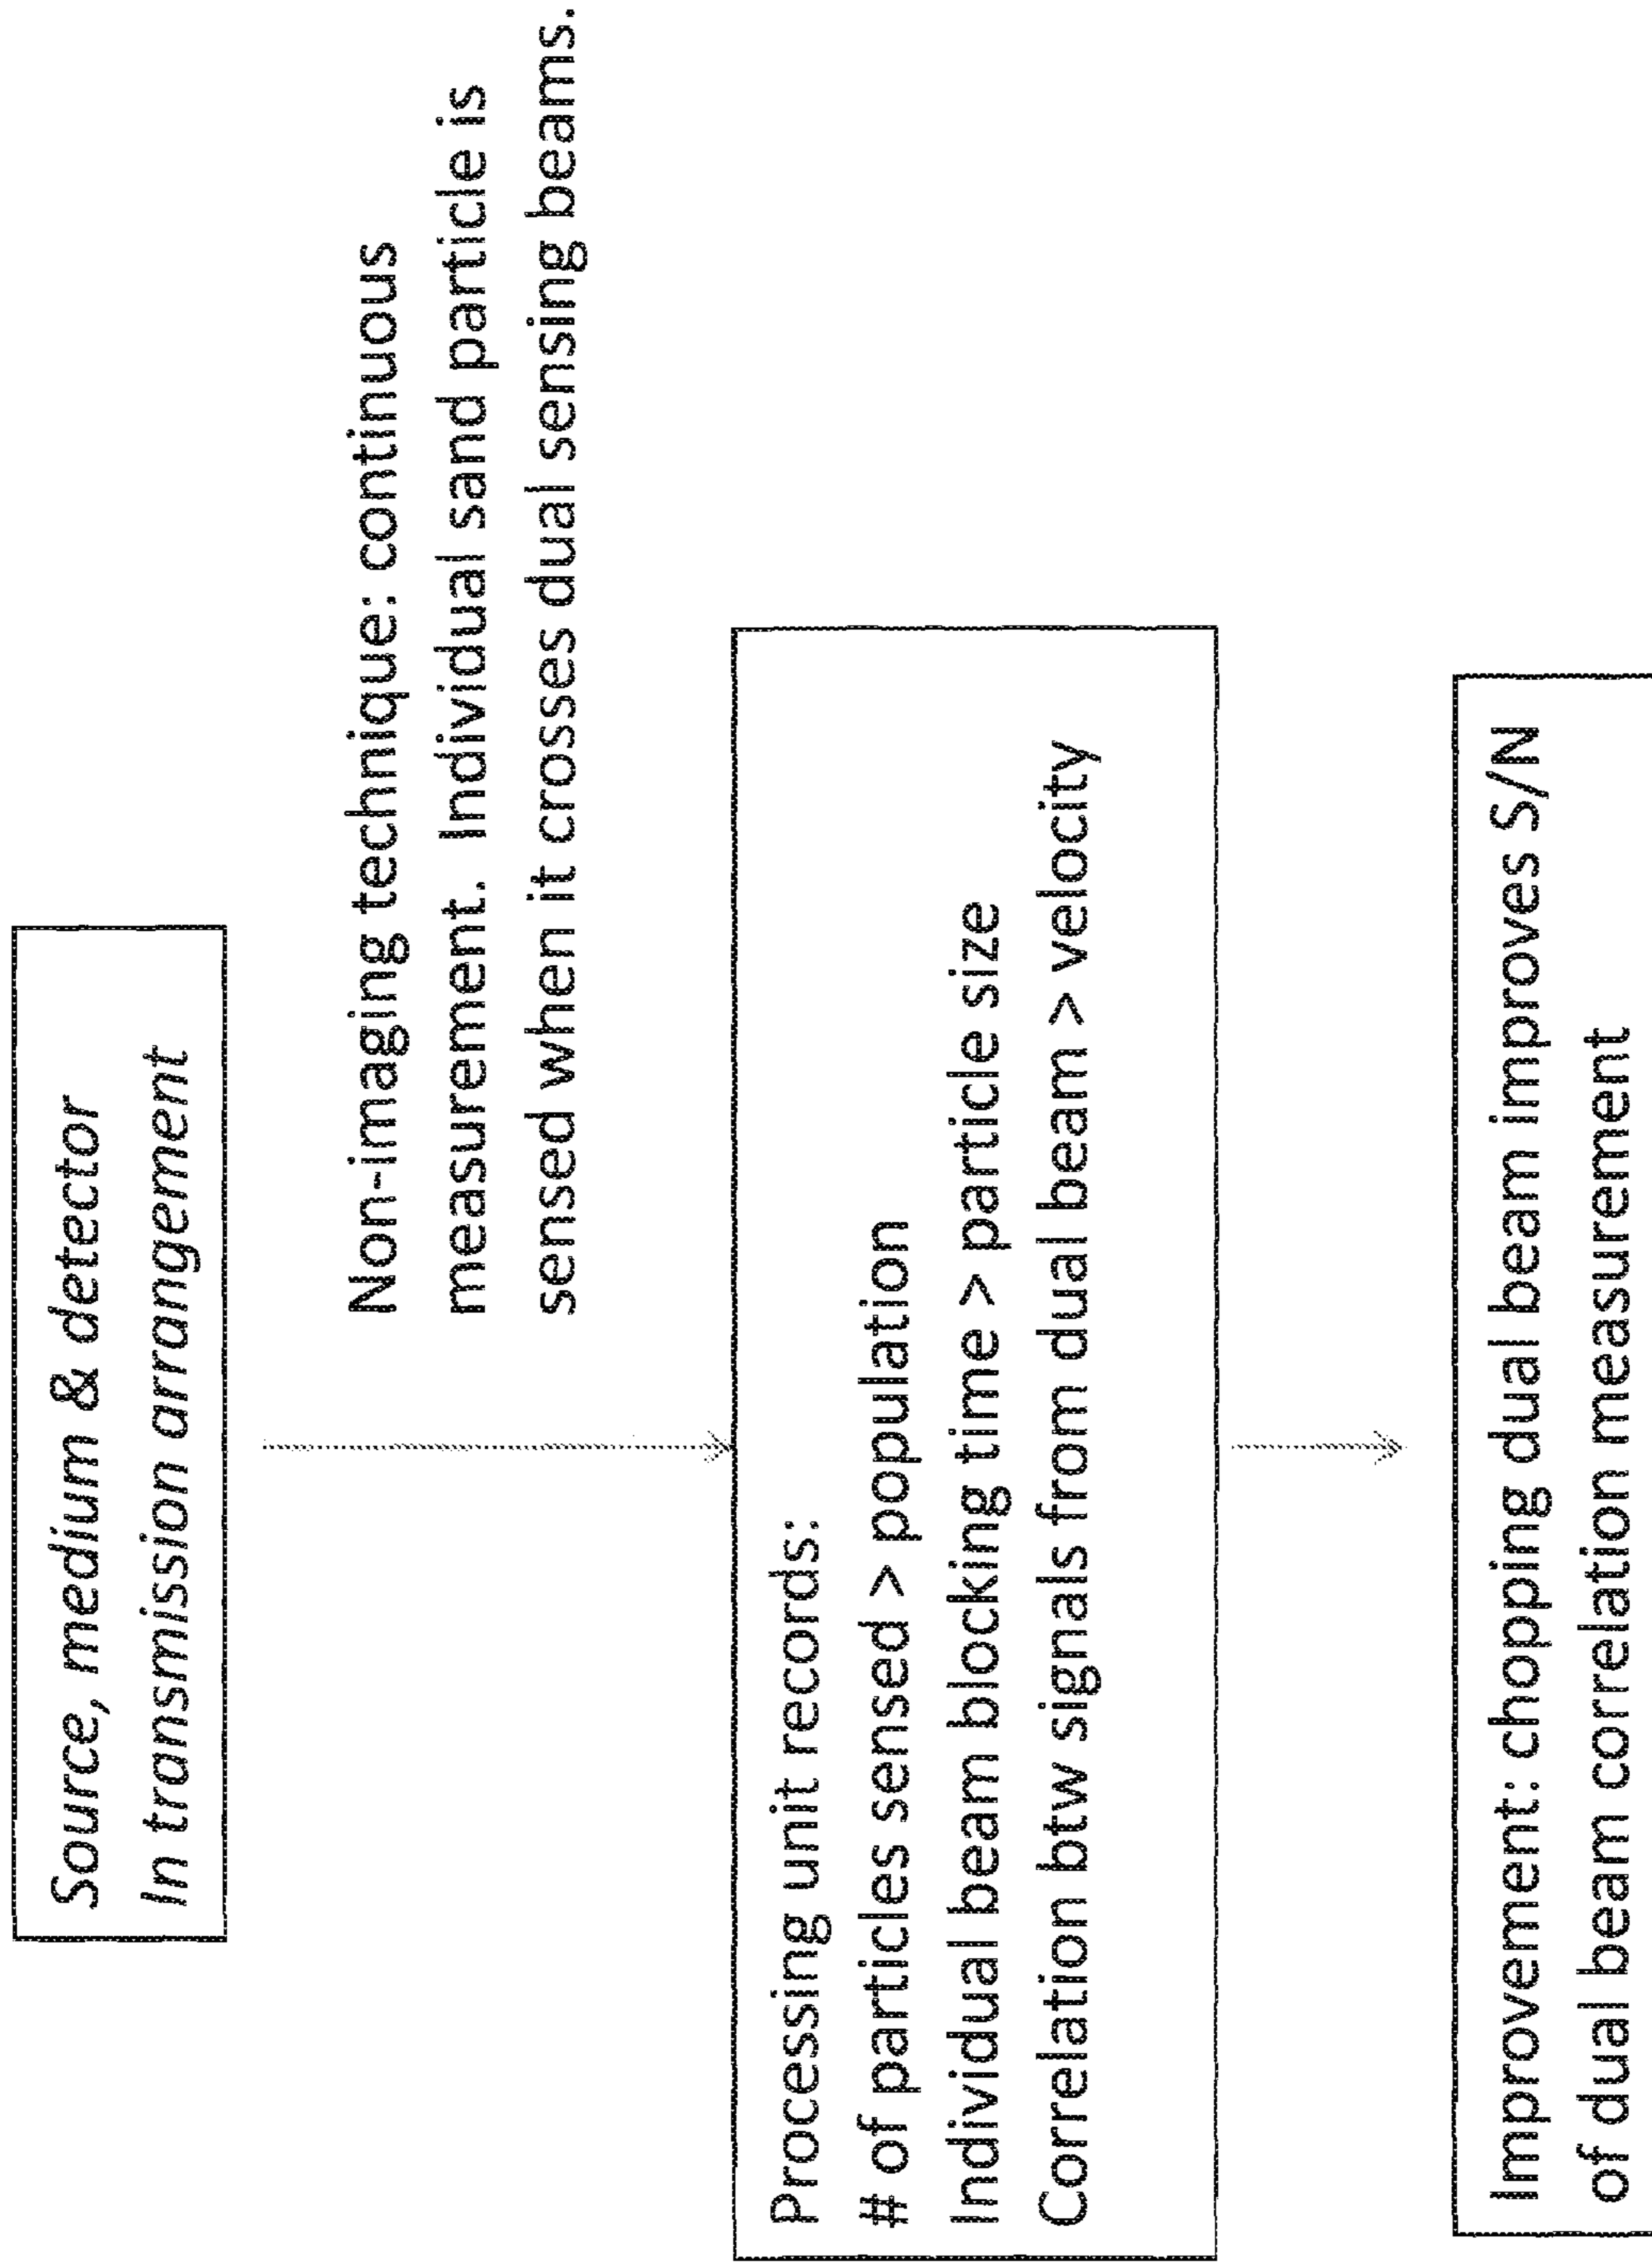 Source, medium & detector
In transmission arrangement
Non-imaging technique: continuous
measurement. Individual sand particle is
sensed when it crosses dual sensing beams.
Processing unit records:
# of particles sensed > population
Individual beam blocking time > particle size
Correlation btw signals from dual beam > velocity
Improvement: chopping dual beam improves S/N
of dual beam correlation measurement